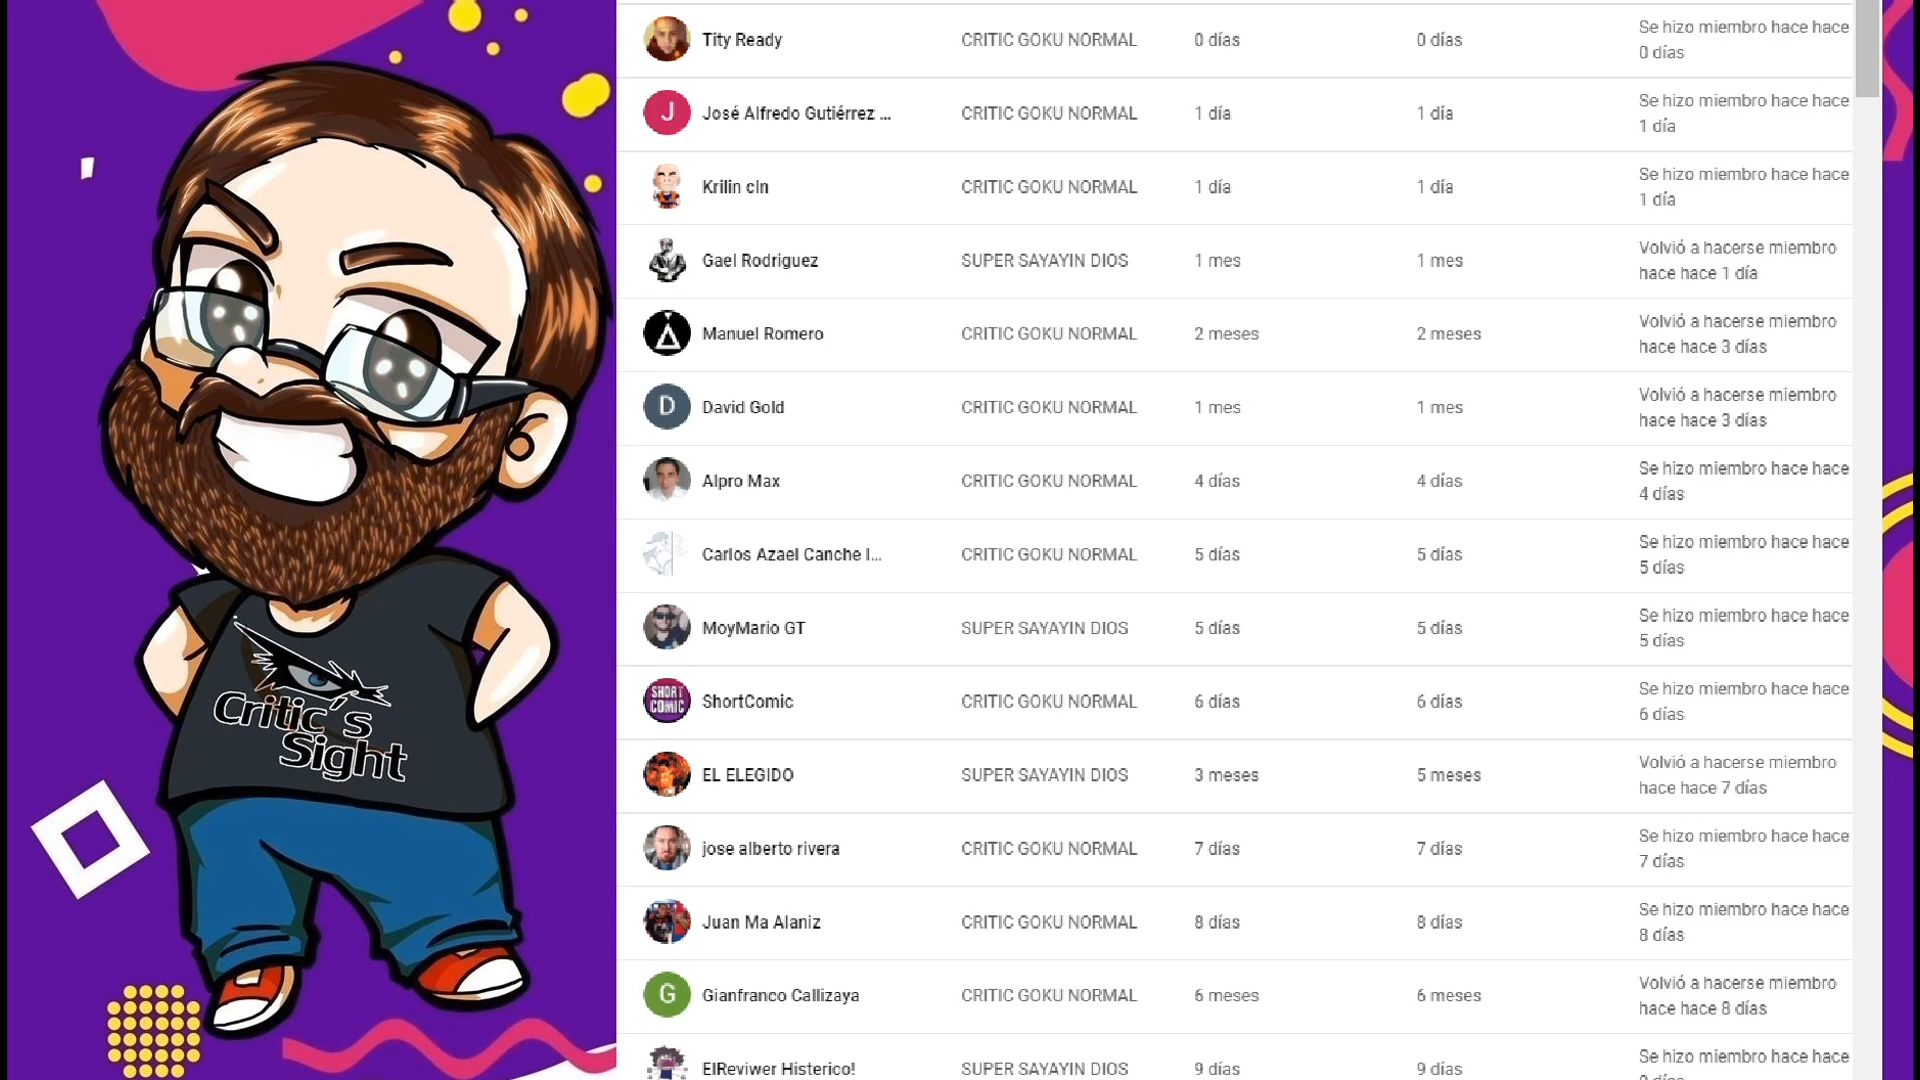 Tity Ready CRITIC GOKU NORMAL 0 días 0 días Se hizo miembro hace hace
0 días
J José Alfredo Gutiérrez ... CRITIC GOKU NORMAL 1 día 1 día Se hizo miembro hace hace
1 día
Krilin cln CRITIC GOKU NORMAL 1 día 1 día Se hizo miembro hace hace
1 día
Gael Rodriguez SUPER SAYAYIN DIOS 1 mes 1 mes Volvió a hacerse miembro
hace hace 1 día
Manuel Romero CRITIC GOKU NORMAL 2 meses 2 meses Volvió a hacerse miembro
hace hace 3 días
D David Gold CRITIC GOKU NORMAL 1 mes 1 mes Volvió a hacerse miembro
hace hace 3 días
Alpro Max CRITIC GOKU NORMAL 4 días 4 días Se hizo miembro hace hace
4 días
Carlos Azael Canche I... CRITIC GOKU NORMAL 5 días 5 días Se hizo miembro hace hace
5 días
MoyMario GT SUPER SAYAYIN DIOS 5 días 5 días Se hizo miembro hace hace
5 días
SHORT
COMIC
ShortComic CRITIC GOKU NORMAL 6 días 6 días Se hizo miembro hace hace
6 días
EL ELEGIDO SUPER SAYAYIN DIOS 3 meses 5 meses Volvió a hacerse miembro
hace hace 7 días
jose alberto rivera CRITIC GOKU NORMAL 7 días 7 días Se hizo miembro hace hace
7 días
Juan Ma Alaniz CRITIC GOKU NORMAL 8 días 8 días Se hizo miembro hace hace
8 días
G Gianfranco Callizaya CRITIC GOKU NORMAL 6 meses 6 meses Volvió a hacerse miembro
hace hace 8 días
ElReviwer Histerico! SUPER SAYAYIN DIOS 9 días 9 días Se hizo miembro hace hace
Critic's
Sight